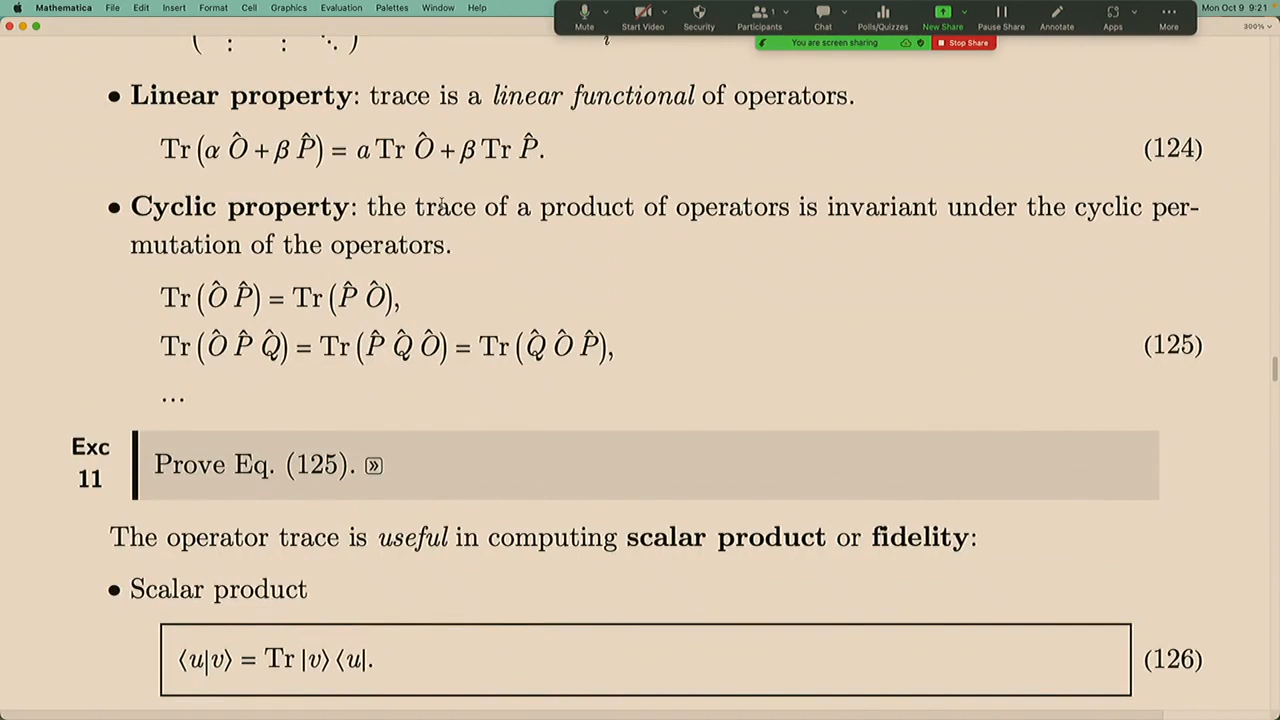 Mathematica File Edit Insert Format Cell Graphics Evaluation Palettes Window Help
Mon Oct 9 9:21
Mute Start Video Security Participants 1 Chat Polls/Quizzes New Share Pause Share Annotate Apps More
You are screen sharing Stop Share
300%
( : : ⋱ ) i
• Linear property: trace is a linear functional of operators.
Tr (α Ô + β P̂) = a Tr Ô + β Tr P̂. (124)
• Cyclic property: the trace of a product of operators is invariant under the cyclic per-
mutation of the operators.
Tr (Ô P̂) = Tr (P̂ Ô),
Tr (Ô P̂ Q̂) = Tr (P̂ Q̂ Ô) = Tr (Q̂ Ô P̂), (125)
...
Exc
11
Prove Eq. (125). »
The operator trace is useful in computing scalar product or fidelity:
• Scalar product
⟨u|v⟩ = Tr |v⟩ ⟨u|. (126)